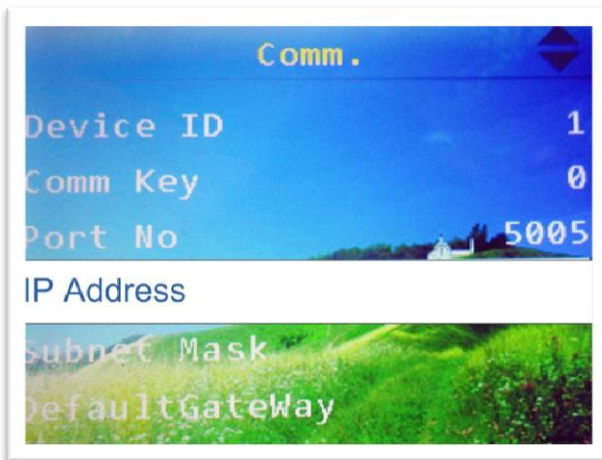 Comm.
Device ID 1
Comm Key 0
Port No 5005
IP Address
Subnet Mask
DefaultGateWay